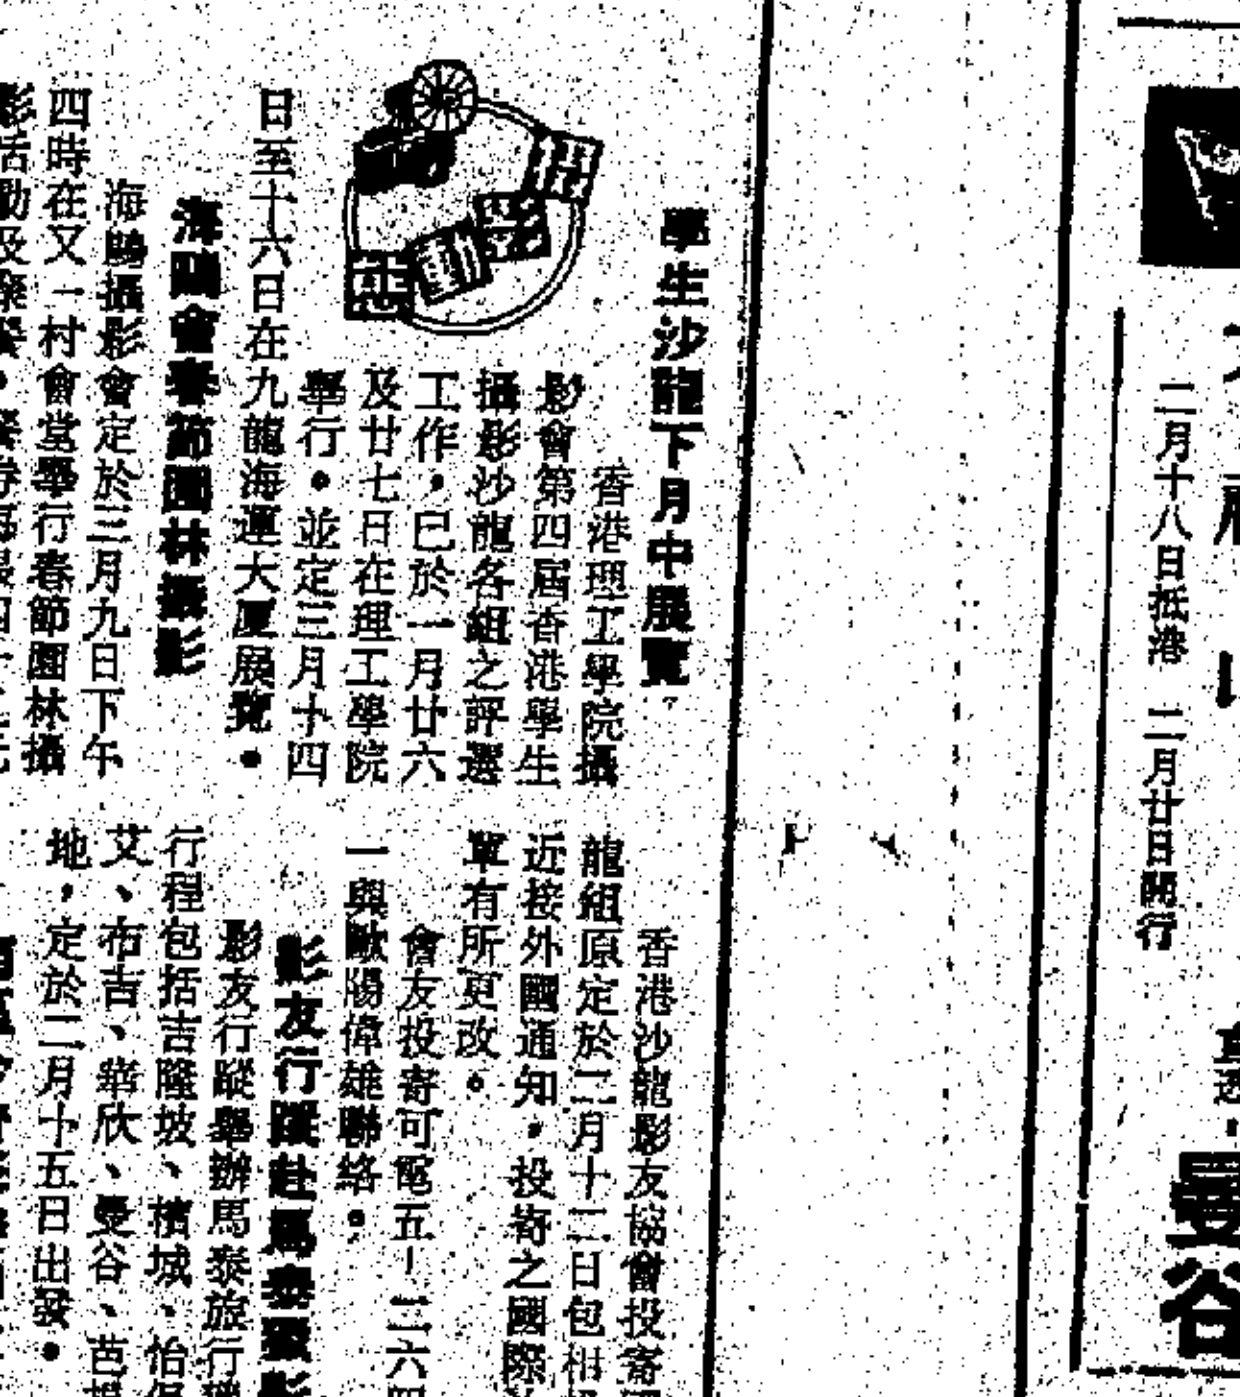 學生沙龍下月中展覽
香港理工學院攝
影會第四屆香港學生
攝影沙龍各組之評選
工作，已於一月廿六
及廿七日在理工學院
舉行。並定三月十四
日至十六日在九龍海運大厦展覽。
影動
海鷗會春節園林攝影
海鷗攝影會定於三月九日下午
四時在又一村會堂舉行春節園林攝
影活動及
香港沙龍影友協會投寄
龍組原定於二月十二日包
近接外國通知，投寄之國際
單有所更改。
會友投寄可電五－二六
一與歐陽偉雄聯絡。
影友行蹤赴馬泰
影友行蹤舉辦馬泰旅行
行程包括吉隆坡、檳城、怡
艾、布吉、華欣、曼谷、芭
地，定於二月十五日出發。
二月十八日抵港 二月廿日開行
曼谷